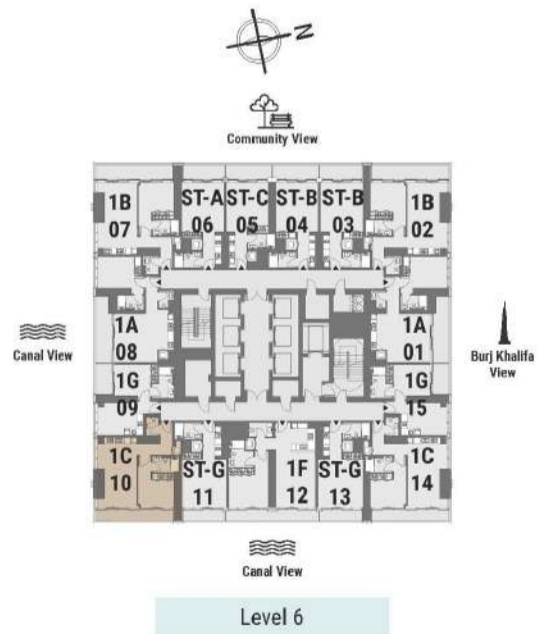 N
Community View
1B
07
ST-A
06
ST-C
05
ST-B
04
ST-B
03
1B
02
1A
08
1A
01
Canal View
Burj Khalifa
View
1G
09
1G
15
1C
10
ST-G
11
1F
12
ST-G
13
1C
14
Canal View
Level 6